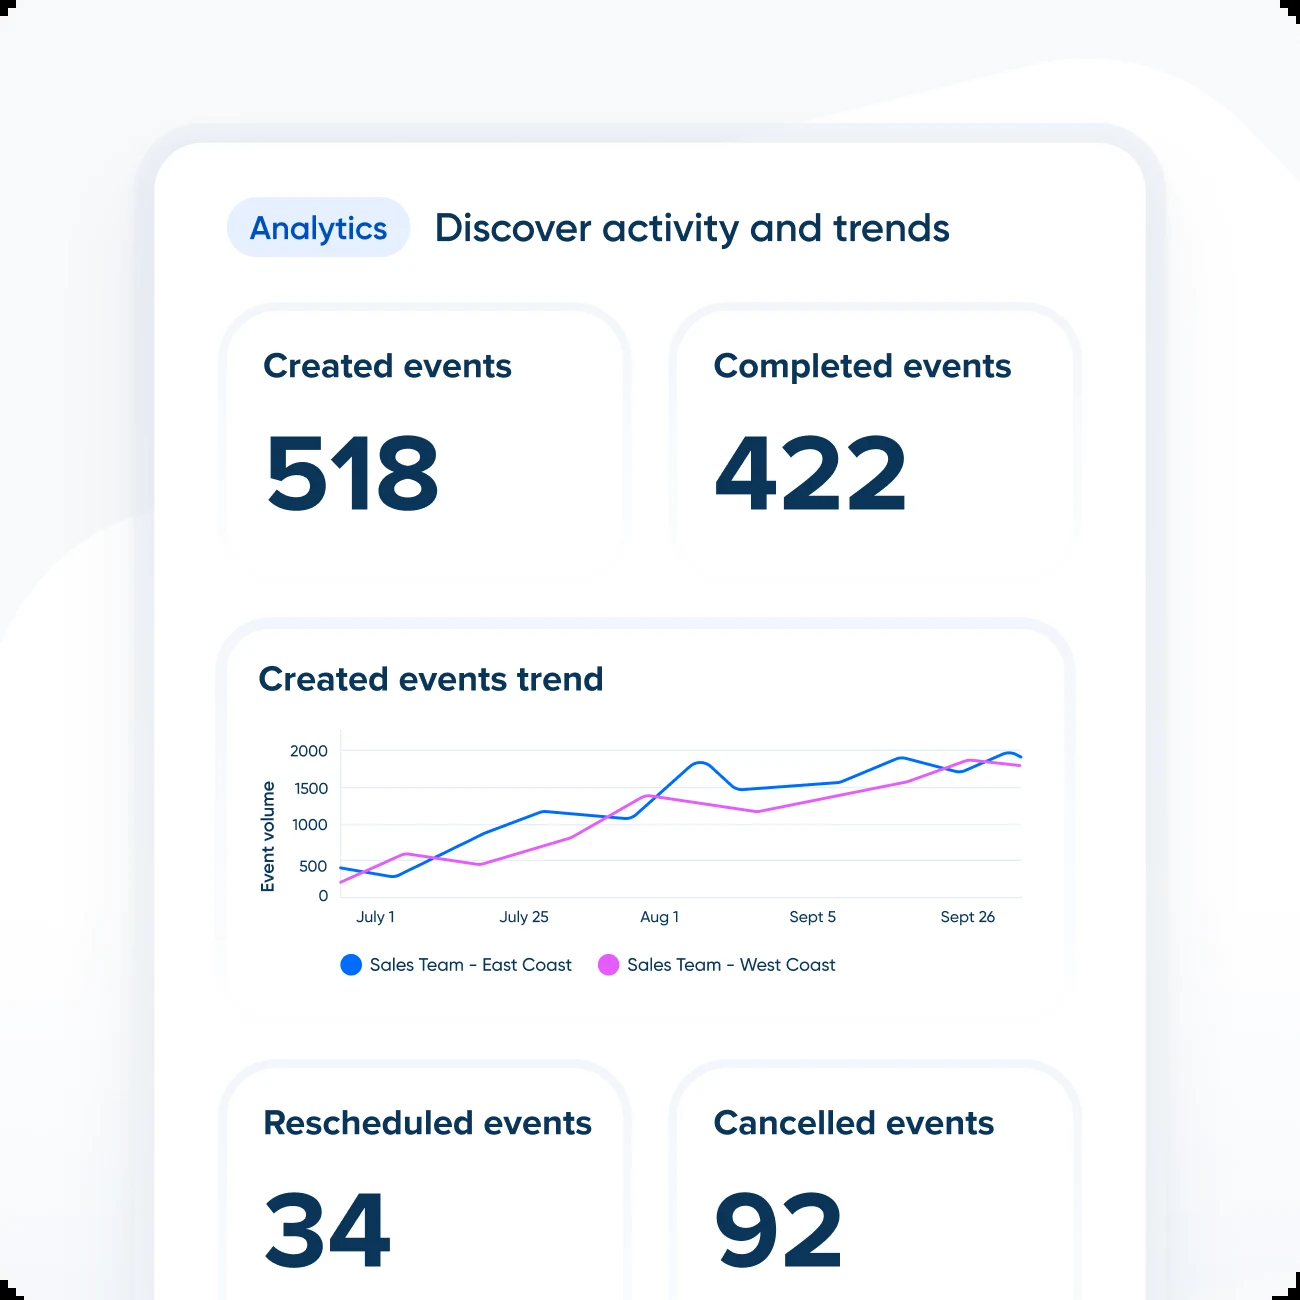 Analytics Discover activity and trends
Created events
518
Completed events
422
Created events trend
Event volume
2000
1500
1000
500
0
July 1 July 25 Aug 1 Sept 5 Sept 26
Sales Team - East Coast Sales Team - West Coast
Rescheduled events
34
Cancelled events
92